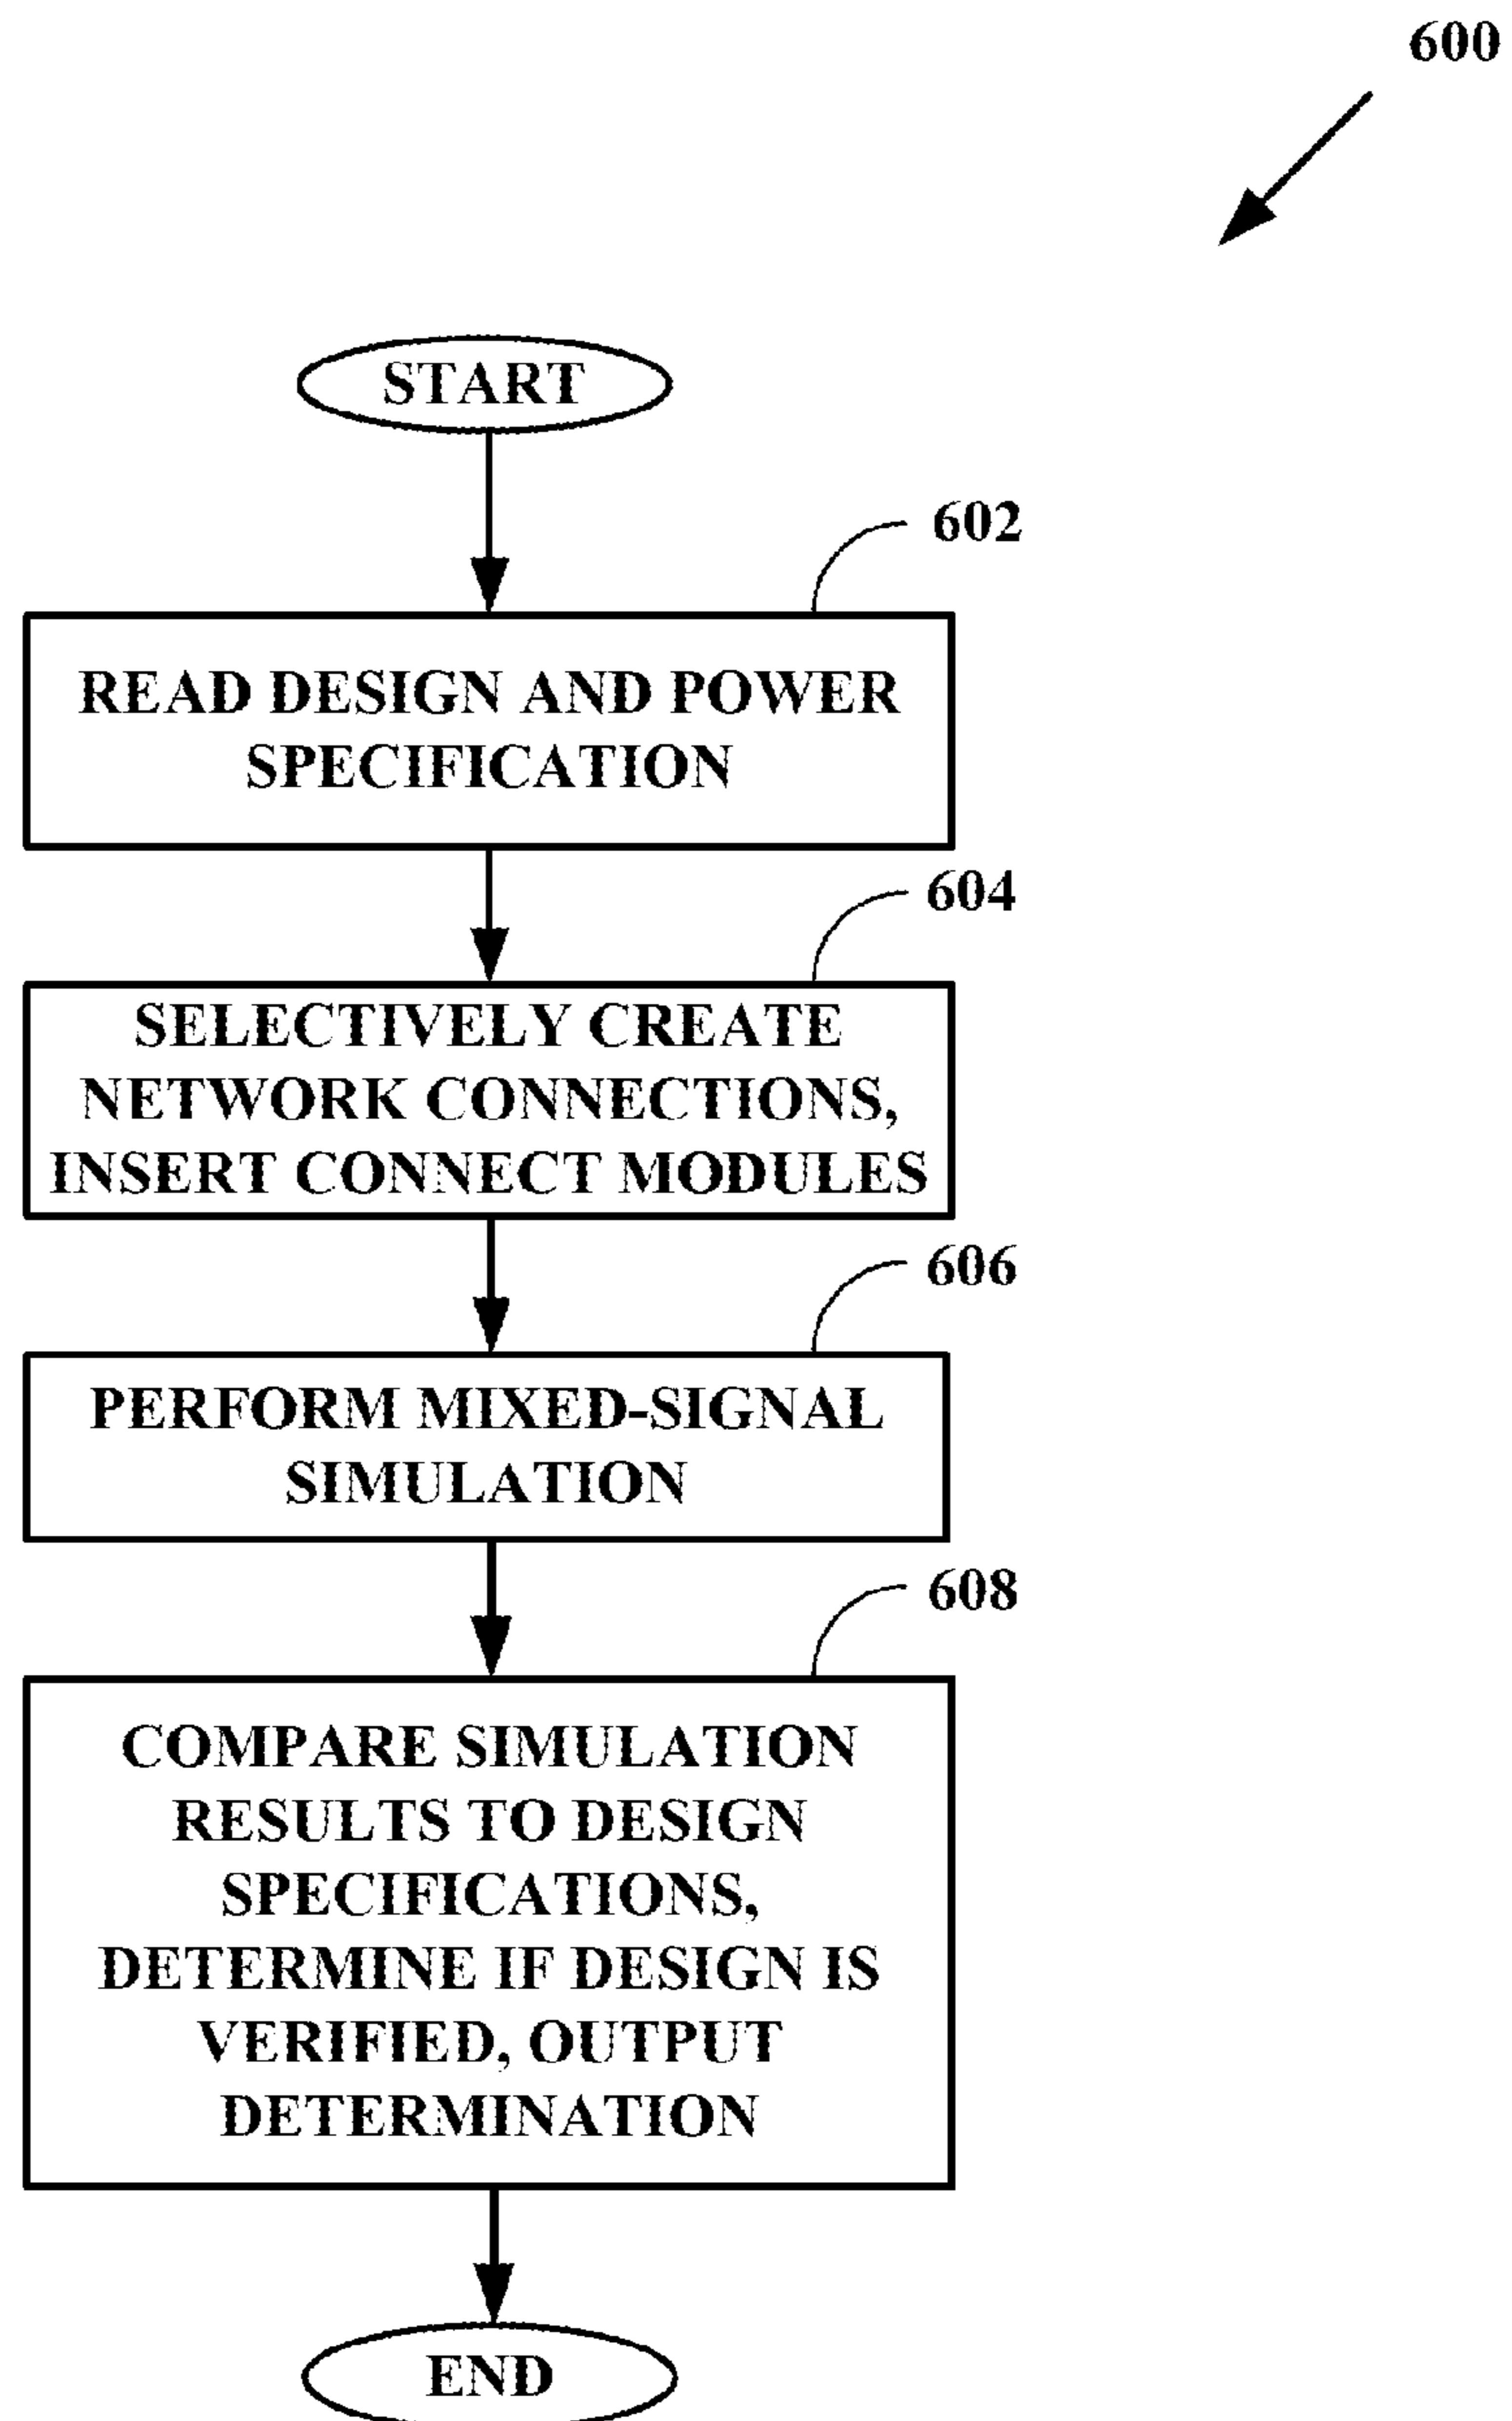 600
START
602
READ DESIGN AND POWER
SPECIFICATION
604
SELECTIVELY CREATE
NETWORK CONNECTIONS,
INSERT CONNECT MODULES
606
PERFORM MIXED-SIGNAL
SIMULATION
608
COMPARE SIMULATION
RESULTS TO DESIGN
SPECIFICATIONS,
DETERMINE IF DESIGN IS
VERIFIED, OUTPUT
DETERMINATION
END